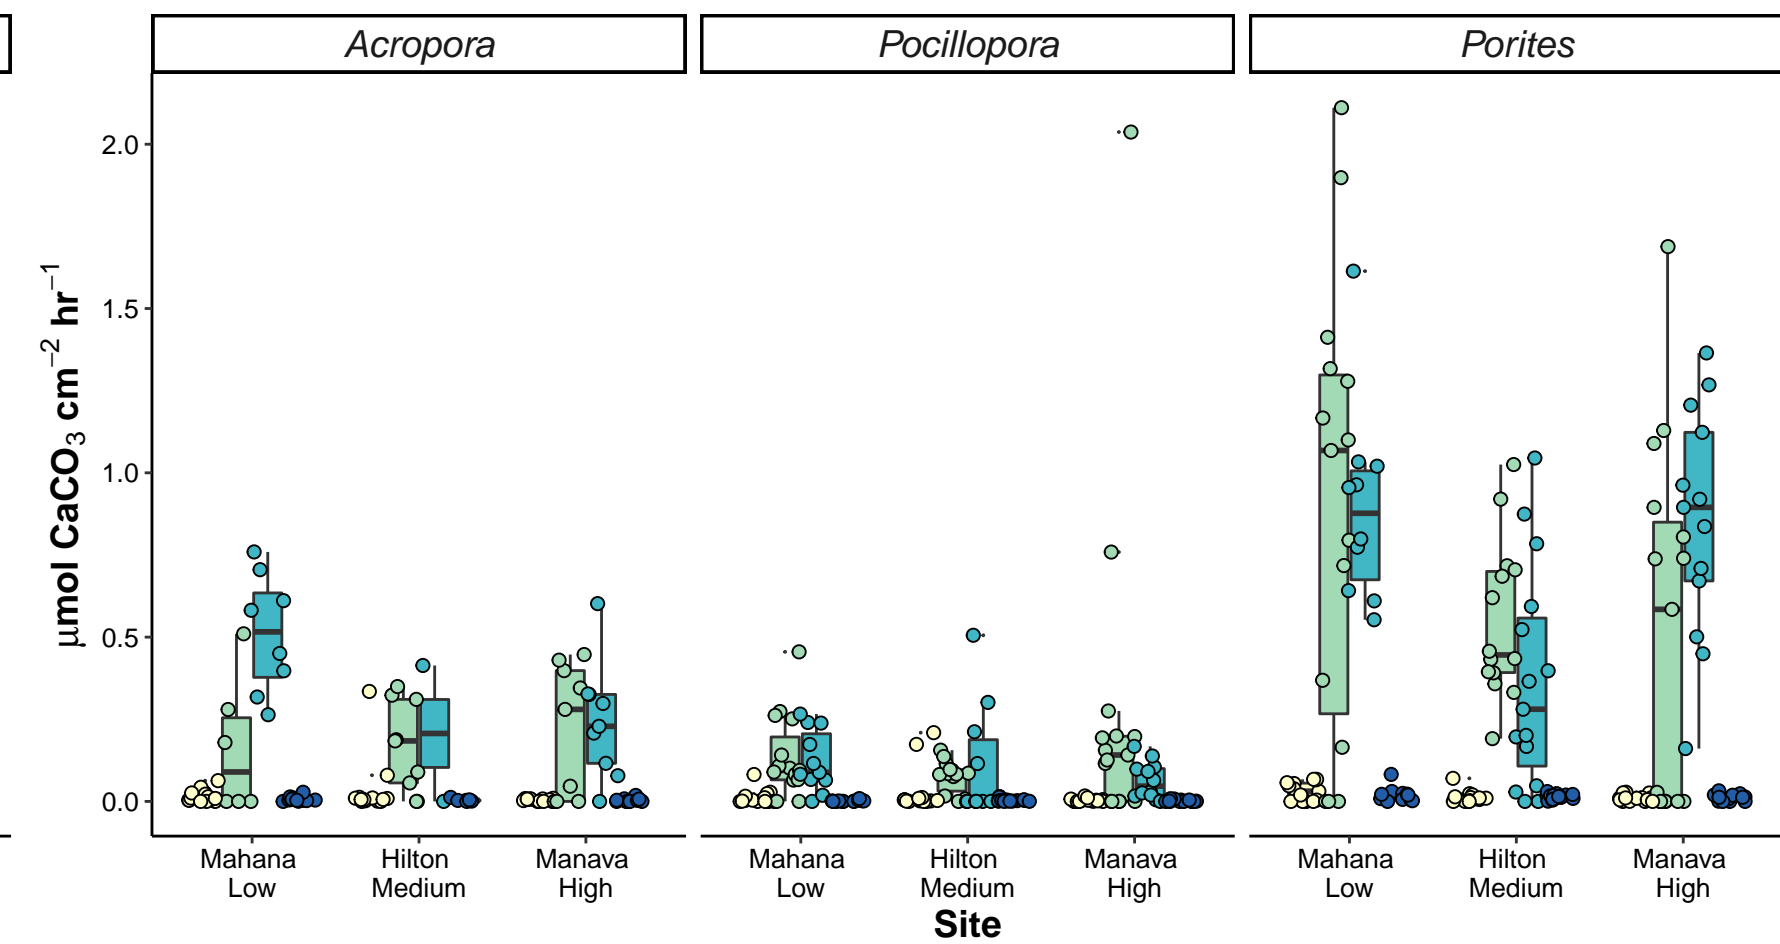 Acropora
Pocillopora
Porites
2.0
1.5
1.0
0.5
0.0
μmol CaCO₃ cm⁻² hr⁻¹
Mahana
Low
Hilton
Medium
Manava
High
Mahana
Low
Hilton
Medium
Manava
High
Mahana
Low
Hilton
Medium
Manava
High
Site